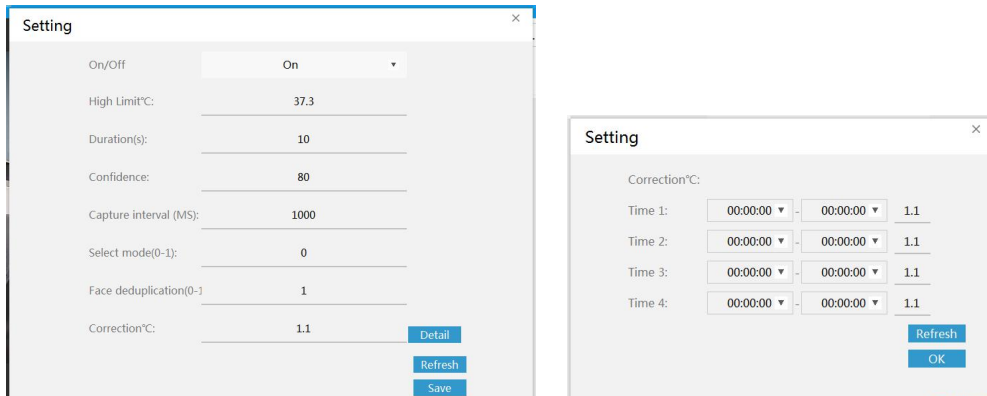 Setting ×
On/Off On ▼
High Limit℃: 37.3
Duration(s): 10
Confidence: 80
Capture interval (MS): 1000
Select mode(0-1): 0
Face deduplication(0-1 1
Correction℃: 1.1
Detail
Refresh
Save
Setting ×
Correction℃:
Time 1: 00:00:00 ▼ - 00:00:00 ▼ 1.1
Time 2: 00:00:00 ▼ - 00:00:00 ▼ 1.1
Time 3: 00:00:00 ▼ - 00:00:00 ▼ 1.1
Time 4: 00:00:00 ▼ - 00:00:00 ▼ 1.1
Refresh
OK